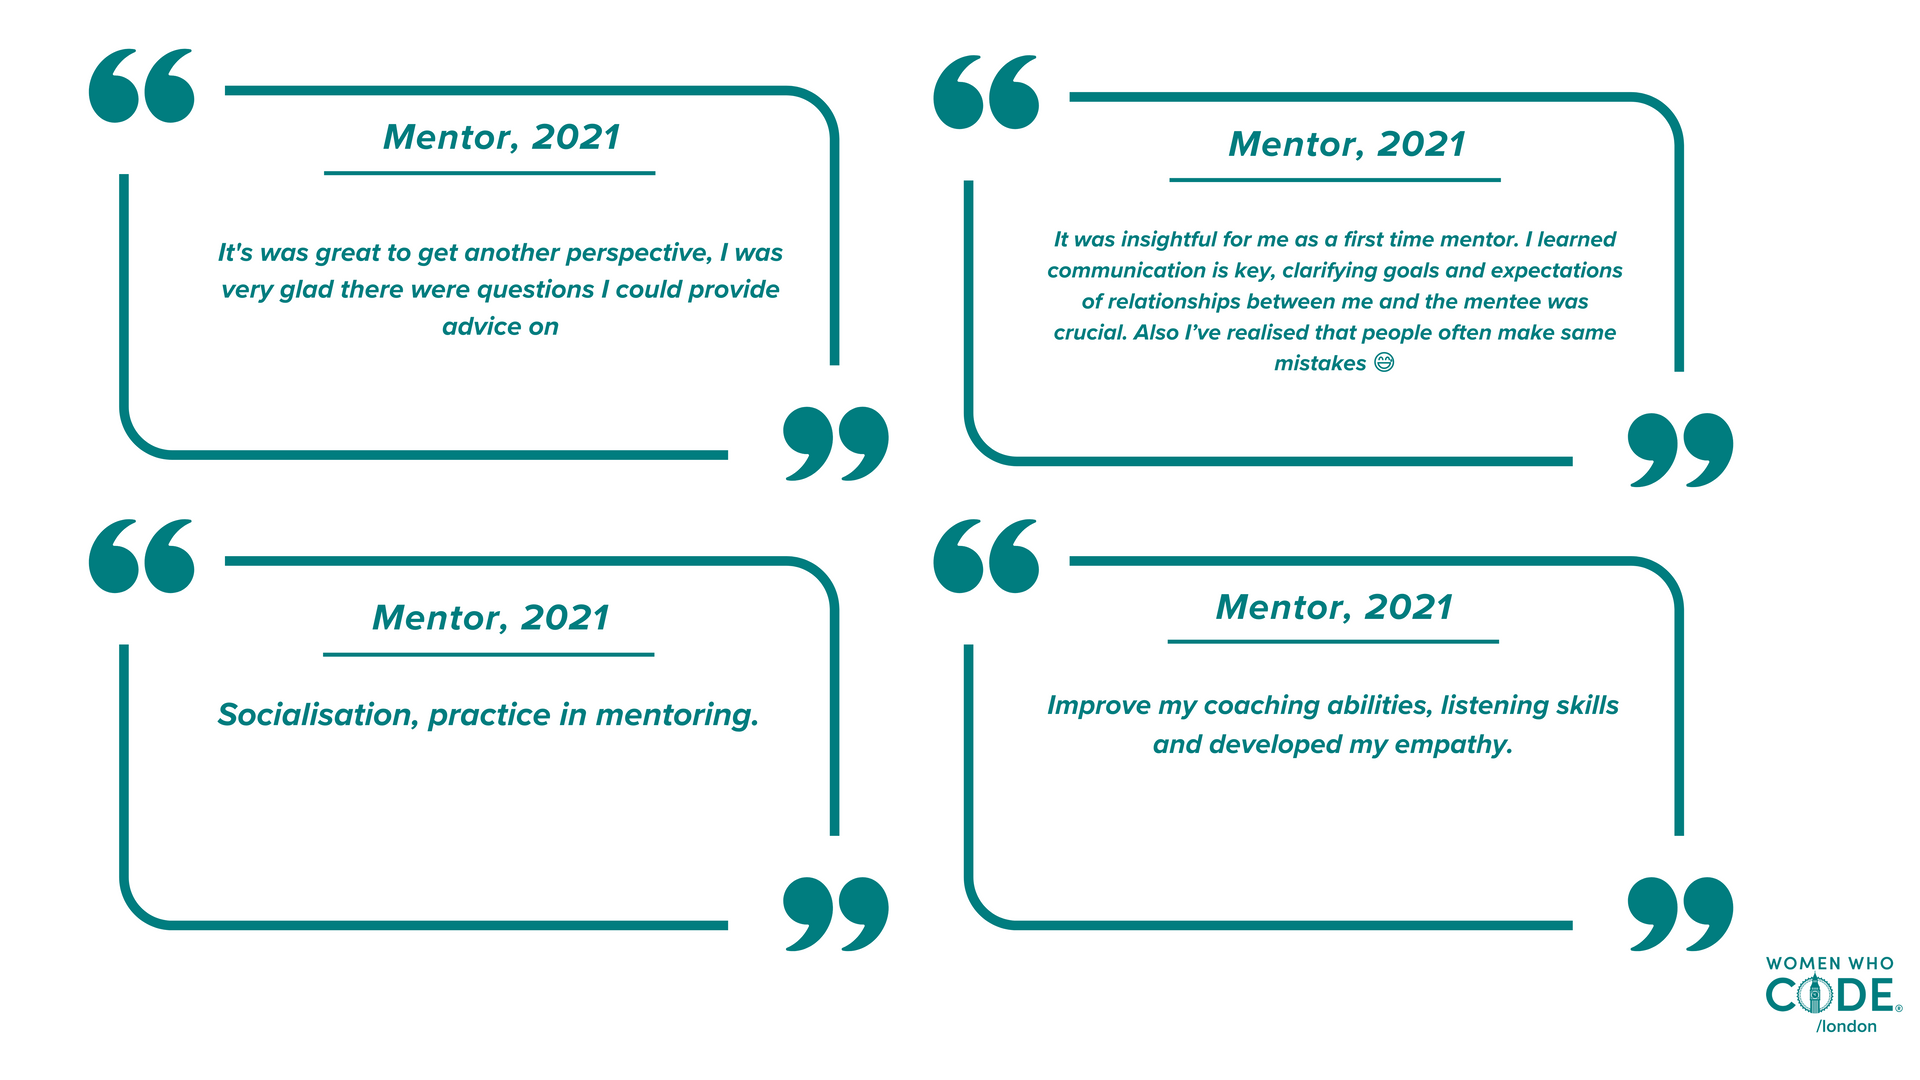 Mentor, 2021
It's was great to get another perspective, I was
very glad there were questions I could provide
advice on
Mentor, 2021
It was insightful for me as a first time mentor. I learned
communication is key, clarifying goals and expectations
of relationships between me and the mentee was
crucial. Also I’ve realised that people often make same
mistakes 😅
Mentor, 2021
Socialisation, practice in mentoring.
Mentor, 2021
Improve my coaching abilities, listening skills
and developed my empathy.
WOMEN WHO
CODE®
/london